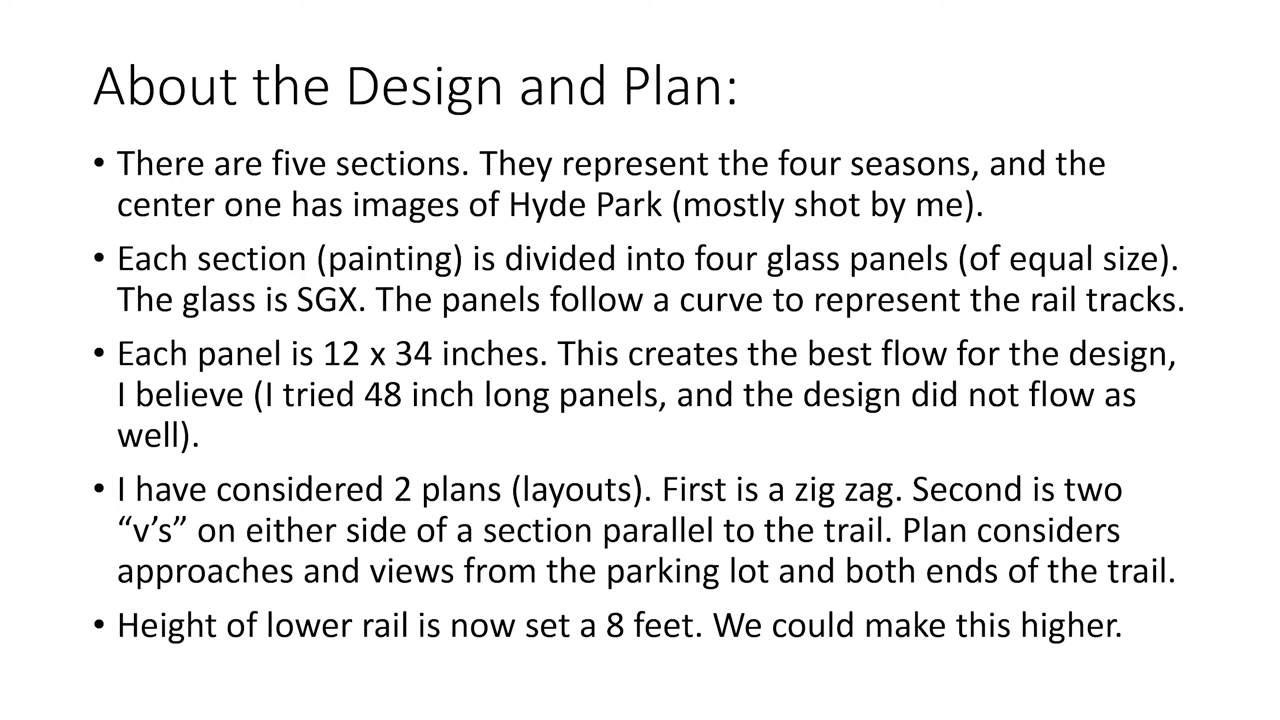 About the Design and Plan:
• There are five sections. They represent the four seasons, and the
center one has images of Hyde Park (mostly shot by me).
• Each section (painting) is divided into four glass panels (of equal size).
The glass is SGX. The panels follow a curve to represent the rail tracks.
• Each panel is 12 x 34 inches. This creates the best flow for the design,
I believe (I tried 48 inch long panels, and the design did not flow as
well).
• I have considered 2 plans (layouts). First is a zig zag. Second is two
“v’s” on either side of a section parallel to the trail. Plan considers
approaches and views from the parking lot and both ends of the trail.
• Height of lower rail is now set a 8 feet. We could make this higher.